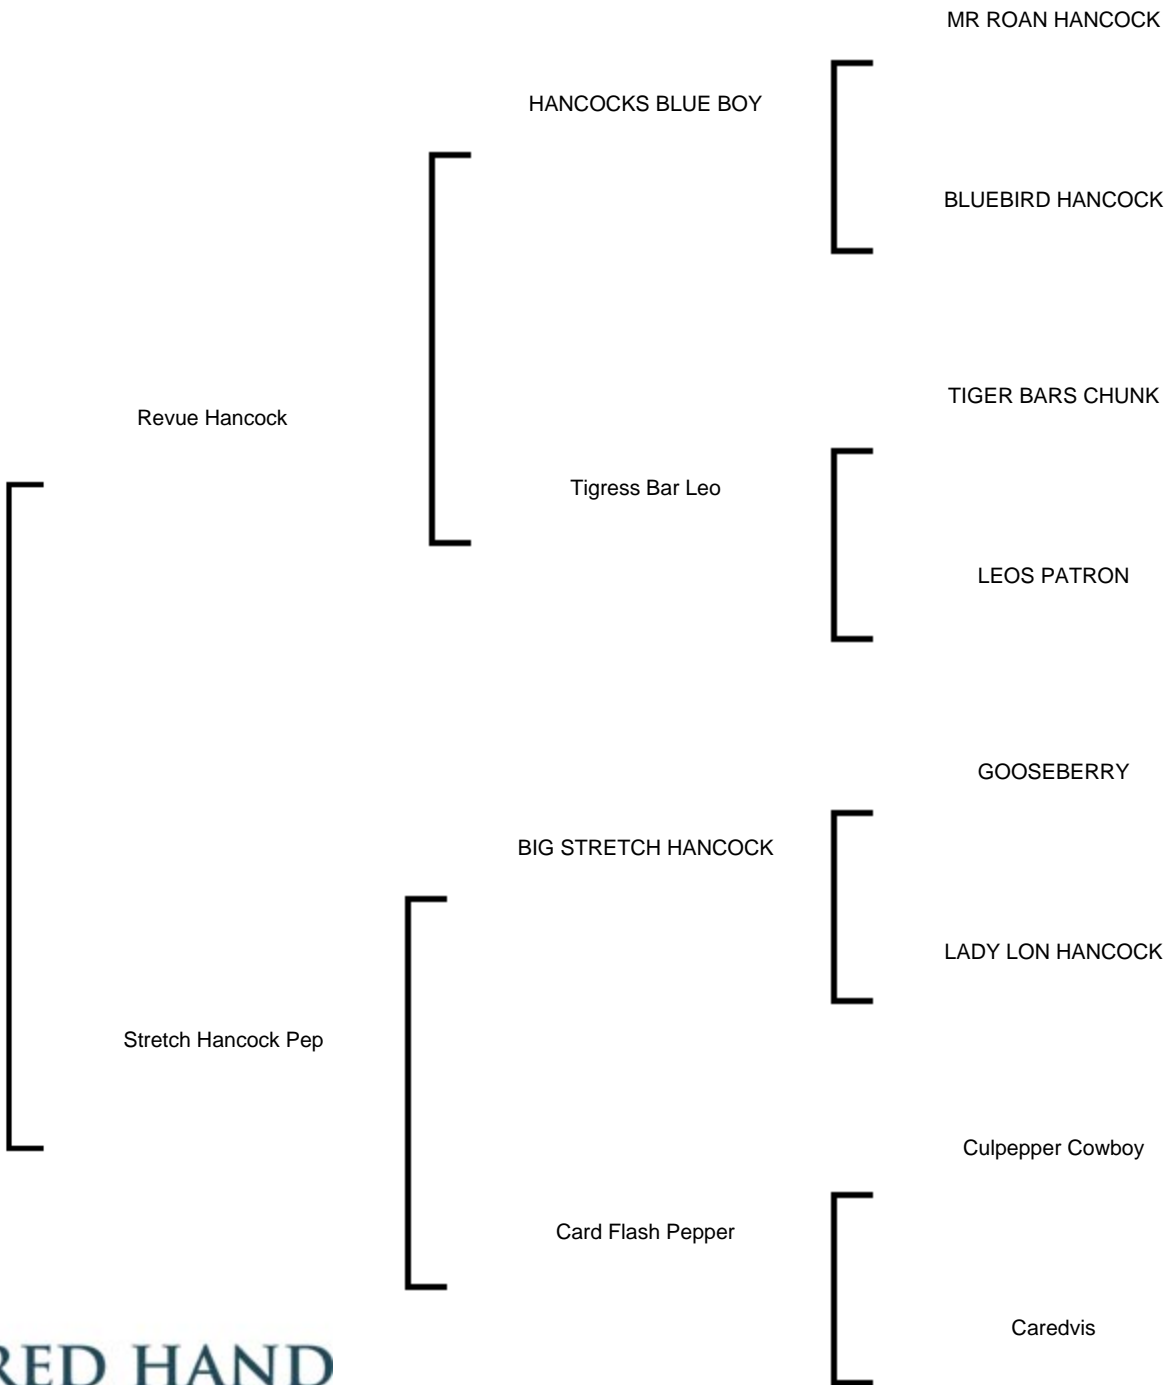 MR ROAN HANCOCK
HANCOCKS BLUE BOY
BLUEBIRD HANCOCK
TIGER BARS CHUNK
Revue Hancock
Tigress Bar Leo
LEOS PATRON
GOOSEBERRY
BIG STRETCH HANCOCK
LADY LON HANCOCK
Stretch Hancock Pep
Culpepper Cowboy
Card Flash Pepper
Caredvis
RED HAND